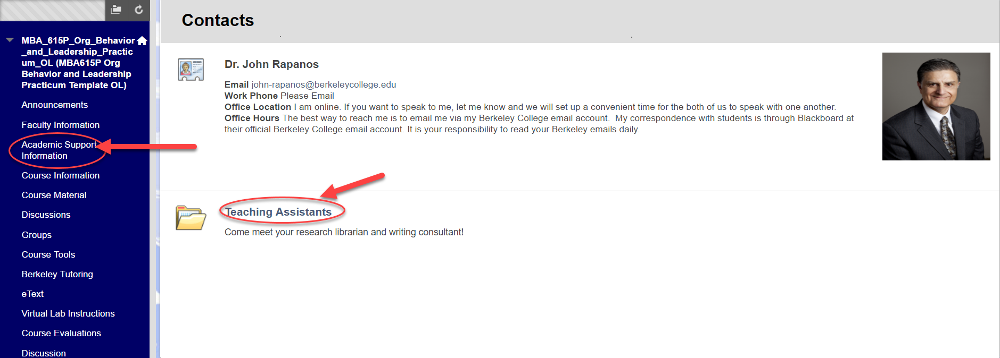 MBA_615P_Org_Behavior
_and_Leadership_Practic
um_OL (MBA615P Org
Behavior and Leadership
Practicum Template OL)
Announcements
Faculty Information
Academic Support
Information
Course Information
Course Material
Discussions
Groups
Course Tools
Berkeley Tutoring
eText
Virtual Lab Instructions
Course Evaluations
Discussion
Contacts
Dr. John Rapanos
Email john-rapanos@berkeleycollege.edu
Work Phone Please Email
Office Location I am online. If you want to speak to me, let me know and we will set up a convenient time for the both of us to speak with one another.
Office Hours The best way to reach me is to email me via my Berkeley College email account.  My correspondence with students is through Blackboard at
their official Berkeley College email account. It is your responsibility to read your Berkeley emails daily.
Teaching Assistants
Come meet your research librarian and writing consultant!